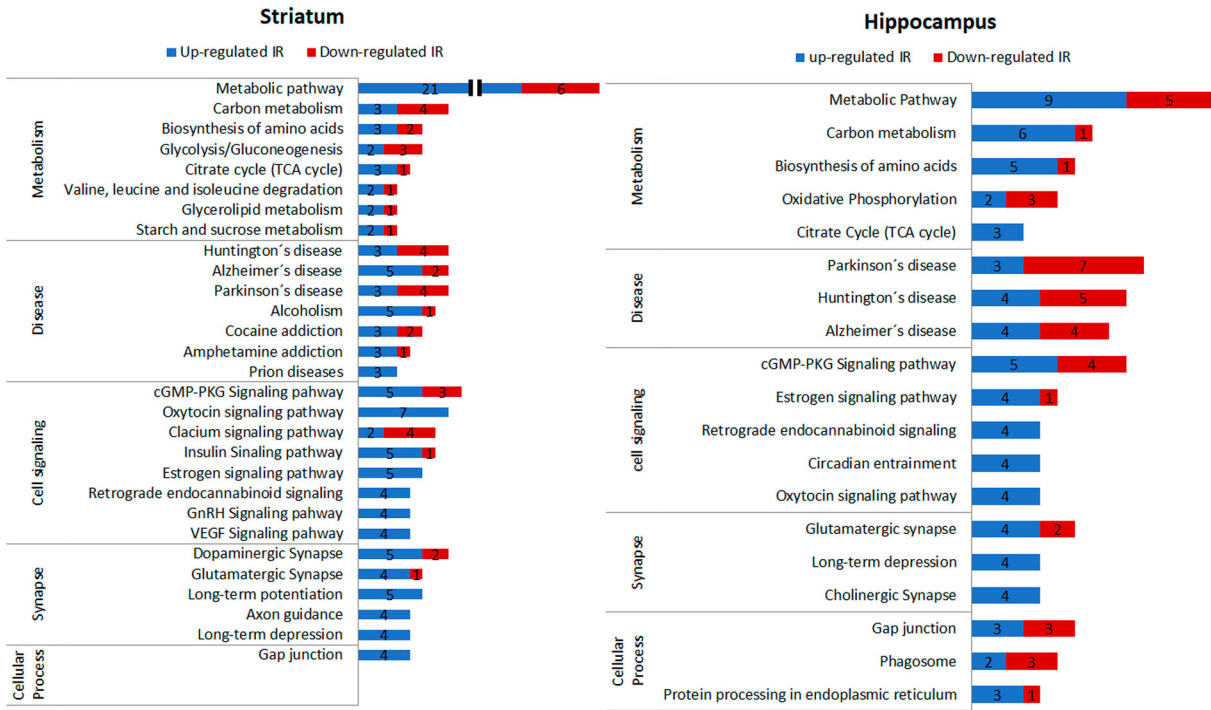 Striatum
Up-regulated IR Down-regulated IR
Metabolism
Metabolic pathway 21 6
Carbon metabolism 3 4
Biosynthesis of amino acids 3 2
Glycolysis/Gluconeogenesis 2 3
Citrate cycle (TCA cycle) 3 1
Valine, leucine and isoleucine degradation 2 1
Glycerolipid metabolism 2 1
Starch and sucrose metabolism 2 1
Disease
Huntington´s disease 3 4
Alzheimer´s disease 5 2
Parkinson´s disease 3 4
Alcoholism 5 1
Cocaine addiction 3 2
Amphetamine addiction 3 1
Prion diseases 3
Cell signaling
cGMP-PKG Signaling pahway 5 3
Oxytocin signaling pathway 7
Clacium signaling pathway 2 4
Insulin Sinaling pathway 5 1
Estrogen signaling pathway 5
Retrograde endocannabinoid signaling 4
GnRH Signaling pahway 4
VEGF Signaling pahway 4
Synapse
Dopaminergic Synapse 5 2
Glutamatergic Synapse 4 1
Long-term potentiation 5
Axon guidance 4
Long-term depression 4
Cellular
Process
Gap junction 4
Hippocampus
up-regulated IR Down-regulated IR
Metabolism
Metabolic Pathway 9 5
Carbon metabolism 6 1
Biosynthesis of amino acids 5 1
Oxidative Phosphorylation 2 3
Citrate Cycle (TCA cycle) 3
Disease
Parkinson´s disease 3 7
Huntington´s disease 4 5
Alzheimer´s disease 4 4
cell signaling
cGMP-PKG Signaling pathway 5 4
Estrogen signaling pathway 4 1
Retrograde endocannabinoid signaling 4
Circadian entrainment 4
Oxytocin signaling pathway 4
Synapse
Glutamatergic synapse 4 2
Long-term depression 4
Cholinergic Synapse 4
Cellular
Process
Gap junction 3 3
Phagosome 2 3
Protein processing in endoplasmic reticulum 3 1